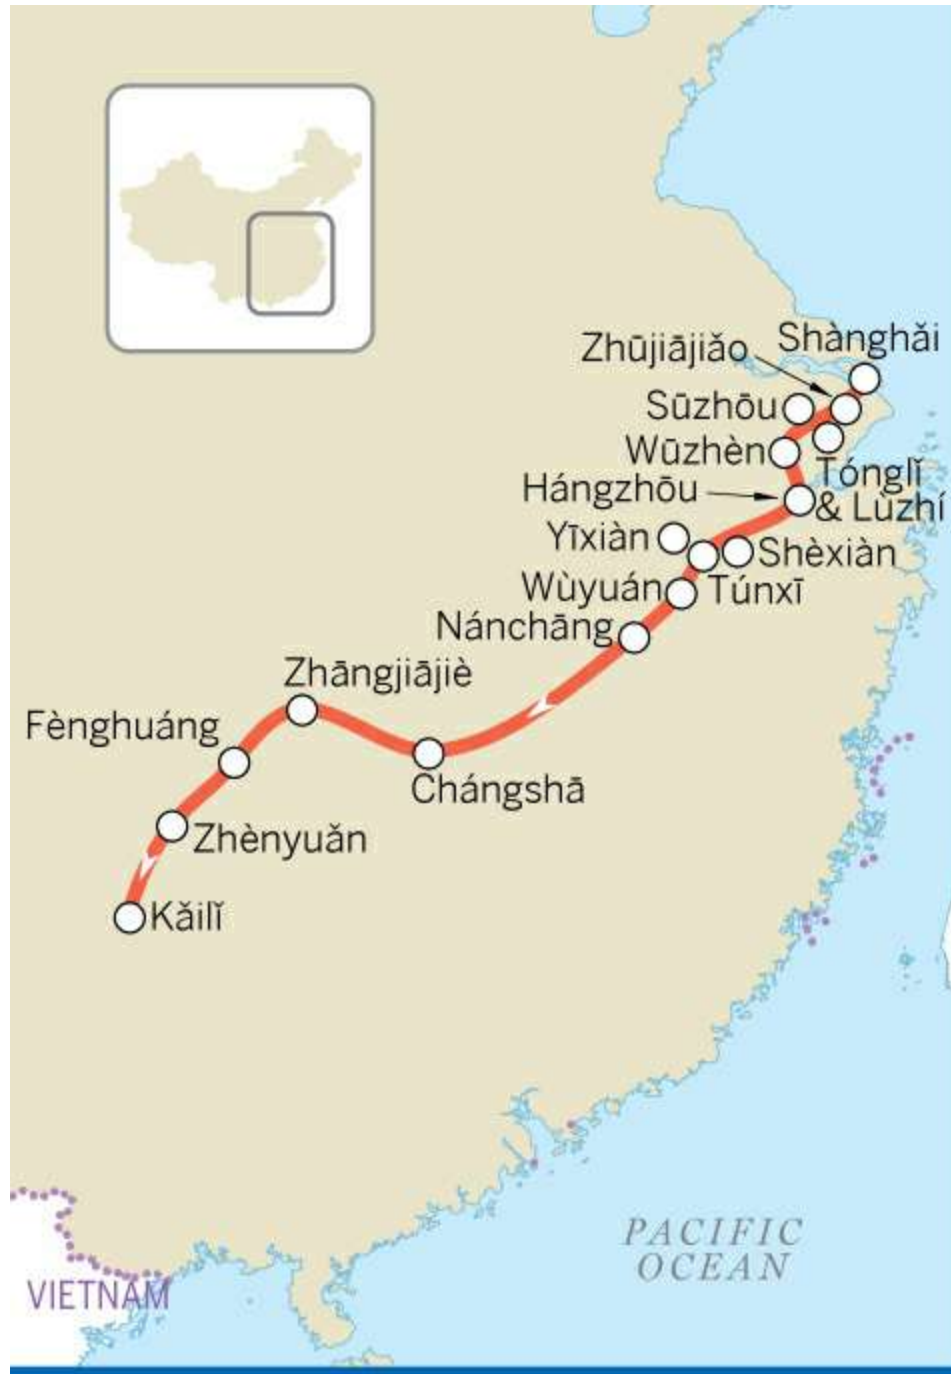 Shànghǎi
Zhūjiājiǎo
Sūzhōu
Wūzhèn
Tónglǐ
& Lùzhí
Hángzhōu
Yīxiàn
Shèxiàn
Túnxī
Wùyuán
Nánchāng
Zhāngjiājiè
Fènghuáng
Chángshā
Zhènyuǎn
Kǎilǐ
PACIFIC
OCEAN
VIETNAM